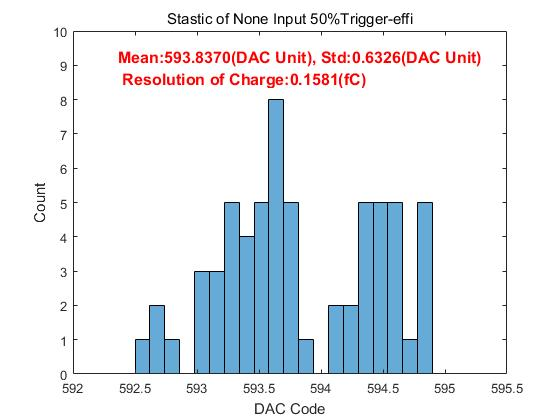 Stastic of None Input 50%Trigger-effi
Mean:593.8370(DAC Unit), Std:0.6326(DAC Unit)
Resolution of Charge:0.1581(fC)
10
9
8
7
6
5
4
3
2
1
0
Count
592 592.5 593 593.5 594 594.5 595 595.5
DAC Code